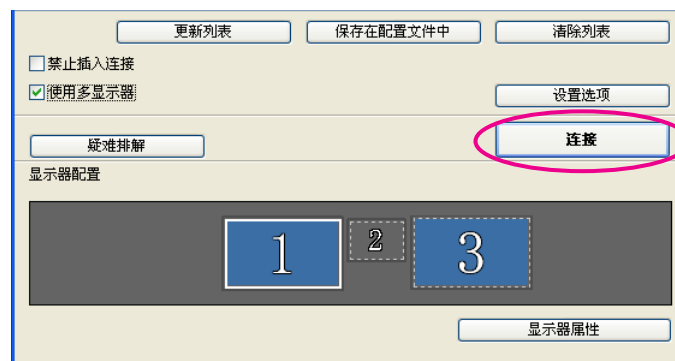 更新列表 保存在配置文件中 清除列表
禁止插入连接
使用多显示器 设置选项
疑难排解 连接
显示器配置
1 2 3
显示器属性